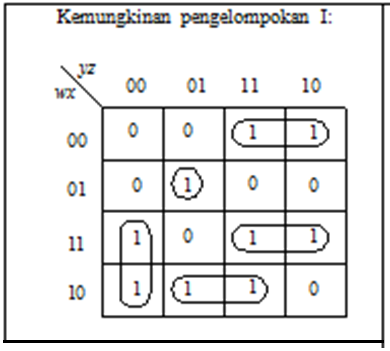 Kemungkinan pengelompokan I:
yz
wx 00 01 11 10
00 0 0 1 1
01 0 1 0 0
11 1 0 1 1
10 1 1 1 0